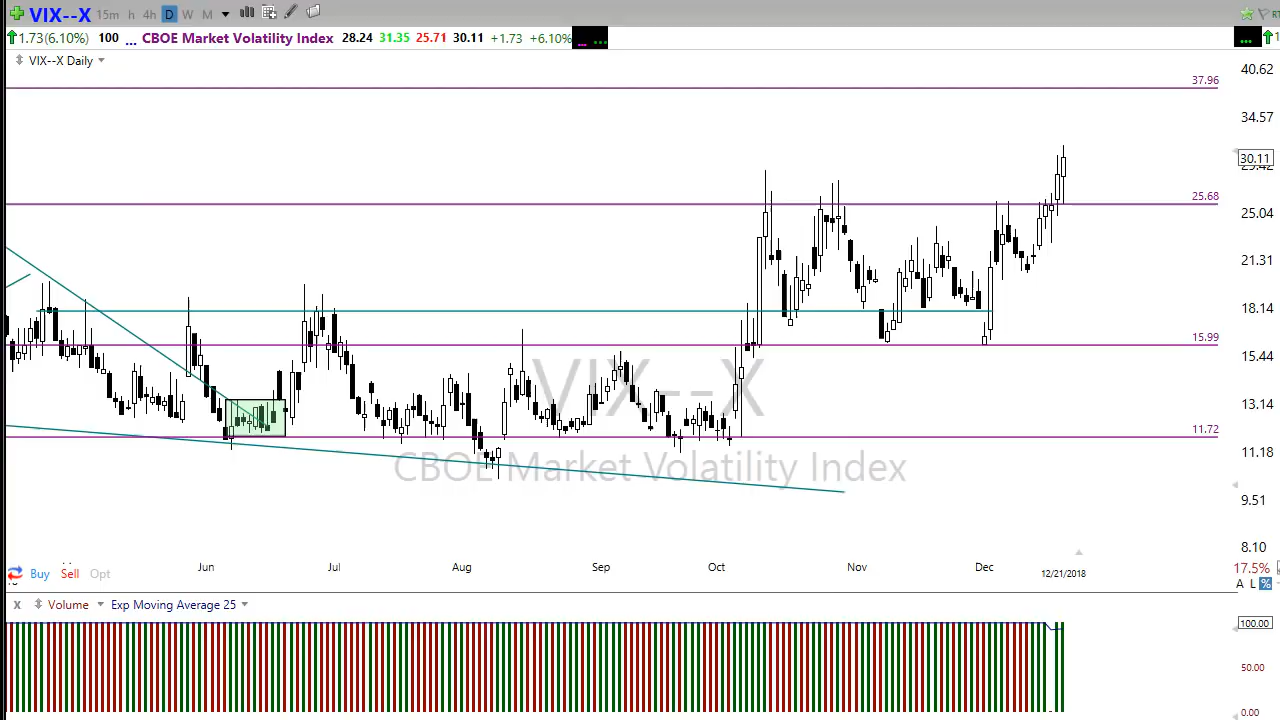 VIX--X 15m h 4h D W M
1.73(6.10%) 100 ... CBOE Market Volatility Index 28.24 31.35 25.71 30.11 +1.73 +6.10%
VIX--X Daily
40.62
37.96
34.57
30.11
25.68
25.04
21.31
18.14
15.99
15.44
13.14
11.72
11.18
9.51
8.10
VIX--X
CBOE Market Volatility Index
Jun Jul Aug Sep Oct Nov Dec
12/21/2018
17.5%
Buy Sell Opt
A L %
X Volume Exp Moving Average 25
100.00
50.00
0.00